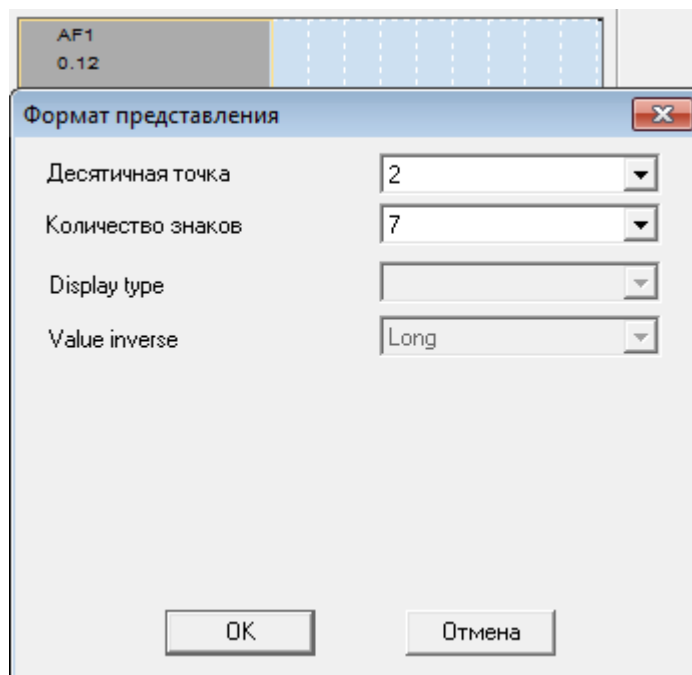 AF1
0.12
Формат представления
Десятичная точка 2
Количество знаков 7
Display type
Value inverse Long
OK Отмена